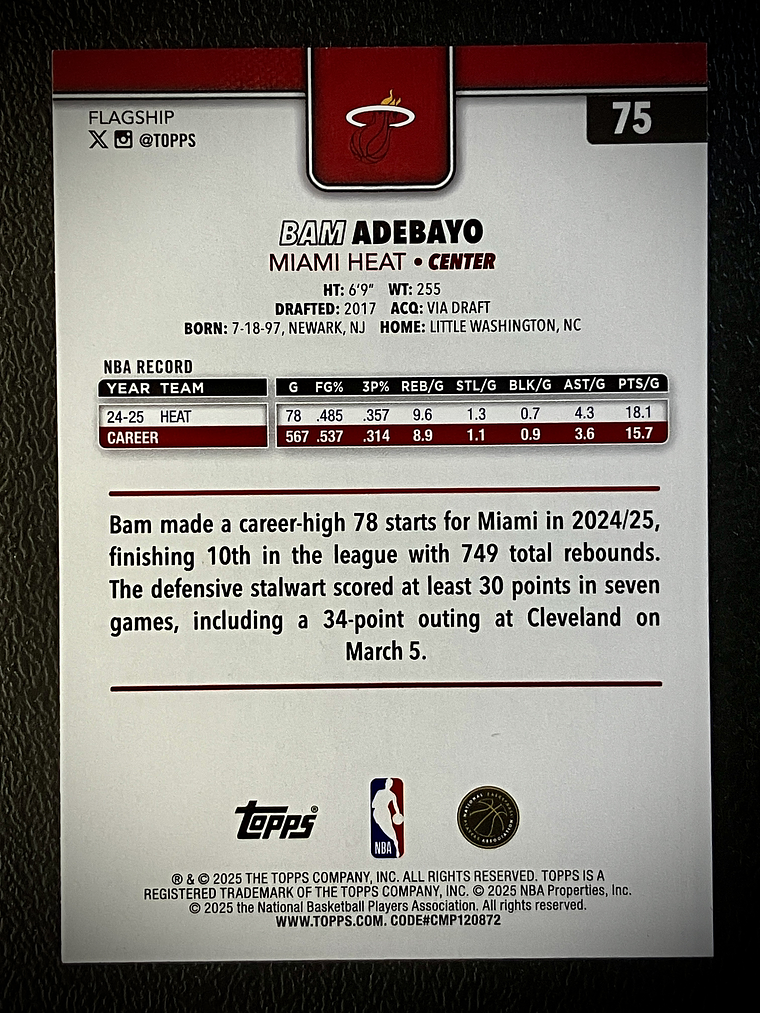 FLAGSHIP
@TOPPS
75
BAM ADEBAYO
MIAMI HEAT • CENTER
HT: 6'9" WT: 255
DRAFTED: 2017 ACQ: VIA DRAFT
BORN: 7-18-97, NEWARK, NJ HOME: LITTLE WASHINGTON, NC
NBA RECORD
YEAR TEAM G FG% 3P% REB/G STL/G BLK/G AST/G PTS/G
24-25 HEAT 78 .485 .357 9.6 1.3 0.7 4.3 18.1
CAREER 567 .537 .314 8.9 1.1 0.9 3.6 15.7
Bam made a career-high 78 starts for Miami in 2024/25,
finishing 10th in the league with 749 total rebounds.
The defensive stalwart scored at least 30 points in seven
games, including a 34-point outing at Cleveland on
March 5.
Topps®
NBA
® & © 2025 THE TOPPS COMPANY, INC. ALL RIGHTS RESERVED. TOPPS IS A
REGISTERED TRADEMARK OF THE TOPPS COMPANY, INC. © 2025 NBA Properties, Inc.
© 2025 the National Basketball Players Association. All rights reserved.
WWW.TOPPS.COM. CODE#CMP120872